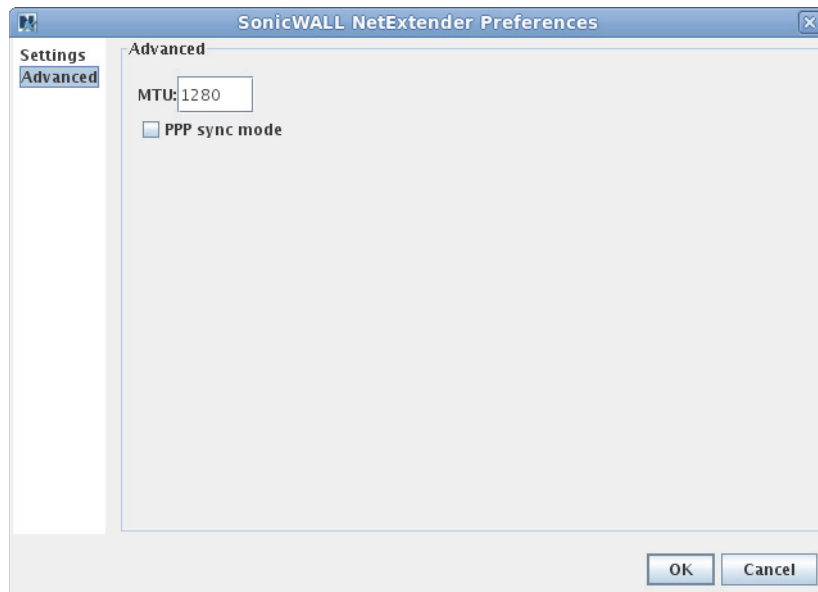 SonicWALL NetExtender Preferences
Settings
Advanced
Advanced
MTU: 1280
PPP sync mode
OK Cancel